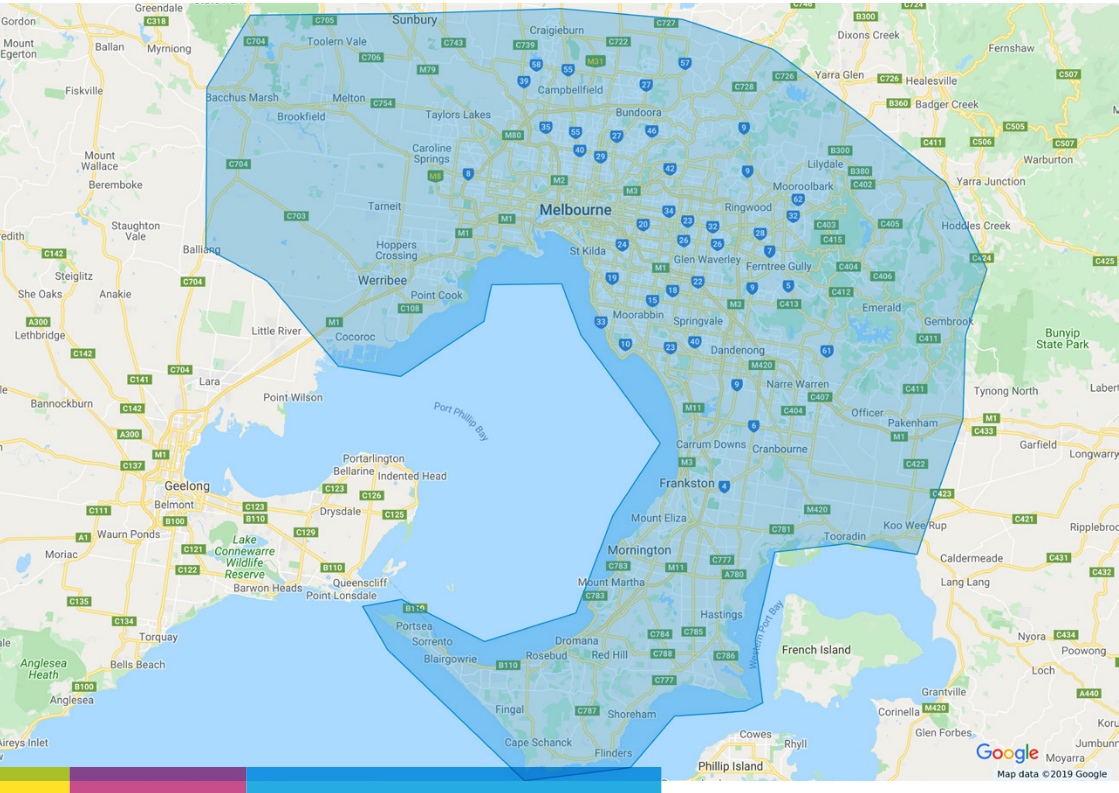 Greendale
Gordon
C318
C705
Sunbury
C727
C746
B300
C724
Mount
Egerton
Ballan
Myrniong
C704
Toolern Vale
C743
C739
Craigieburn
C722
Dixons Creek
Fernshaw
C706
M79
58
55
M31
57
C726
Yarra Glen
C726
Healesville
C507
Fiskville
39
Campbellfield
27
C728
Bacchus Marsh
Melton
C754
B360
Badger Creek
Brookfield
Taylors Lakes
Bundoora
M80
35
55
27
46
9
C505
C411
C506
C507
Mount
Wallace
C704
Caroline
Springs
40
29
B300
Lilydale
Warburton
Beremboke
M8
8
M2
42
9
B380
C402
Yarra Junction
M3
Mooroolbark
62
Tarneit
Melbourne
34
Ringwood
32
C703
M1
20
23
32
C403
C405
Hoddles Creek
Staughton
Vale
M1
28
C415
edith
C142
Balliang
Hoppers
Crossing
St Kilda
24
26
26
7
C424
C425
Glen Waverley
Ferntree Gully
C404
C406
Steiglitz
C704
Werribee
M1
19
22
She Oaks
Anakie
Point Cook
18
9
5
C412
15
M3
C413
Emerald
C108
Moorabbin
Springvale
Gembrook
A300
Lethbridge
Little River
M1
Cocoroc
33
10
23
40
C411
Bunyip
State Park
C142
Dandenong
61
M420
C704
C141
Lara
Narre Warren
9
C407
C411
Tynong North
Labert
Bannockburn
C142
Point Wilson
Port Phillip Bay
M11
C404
Officer
6
Pakenham
M1
C433
A300
M1
Carrum Downs
Cranbourne
M1
Garfield
Longwarry
C137
Portarlington
Bellarine
Indented Head
M3
C422
Geelong
C123
C126
Frankston
4
C423
C111
Belmont
C123
B110
Drysdale
C125
Mount Eliza
M420
C421
B100
C129
C781
Koo Wee Rup
Ripplebroo
A1
Waurn Ponds
Lake
Connewarre
Wildlife
Reserve
Mornington
Tooradin
Moriac
C121
C777
Caldermeade
C431
C122
B110
C783
M11
A780
C432
Queenscliff
Mount Martha
Lang Lang
Barwon Heads
Point Lonsdale
C783
C135
B110
Hastings
Western Port Bay
C134
Portsea
C784
C785
Nyora
C434
Torquay
Sorrento
Dromana
Poowong
Anglesea
Heath
Bells Beach
Blairgowrie
B110
Rosebud
Red Hill
C788
C786
French Island
Loch
B100
C777
A440
Anglesea
Fingal
C787
Shoreham
Grantville
M420
Corinella
Glen Forbes
Aireys Inlet
Cape Schanck
Flinders
Cowes
Rhyll
Jumbunn
Phillip Island
Google
Moyarra
Map data ©2019 Google